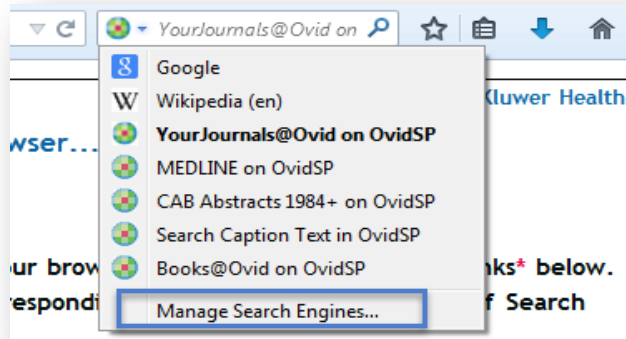 YourJournals@Ovid on
8 Google
W Wikipedia (en)
Kluwer Health
YourJournals@Ovid on OvidSP
wser...
MEDLINE on OvidSP
CAB Abstracts 1984+ on OvidSP
Search Caption Text in OvidSP
ur brow
Books@Ovid on OvidSP
nks* below.
espondi
Manage Search Engines...
f Search